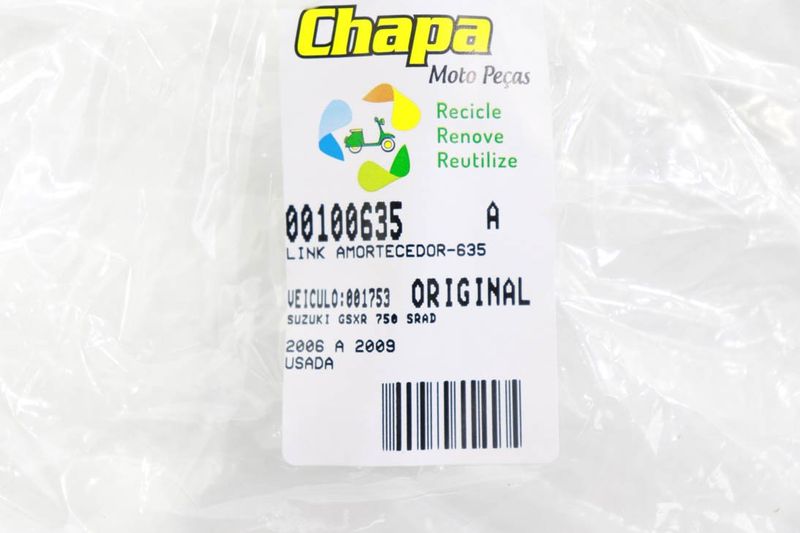 Chapa
Moto Peças
Recicle
Renove
Reutilize
00100635 A
LINK AMORTECEDOR-635
VEICULO:001753 ORIGINAL
SUZUKI GSXR 750 SRAD
2006 A 2009
USADA